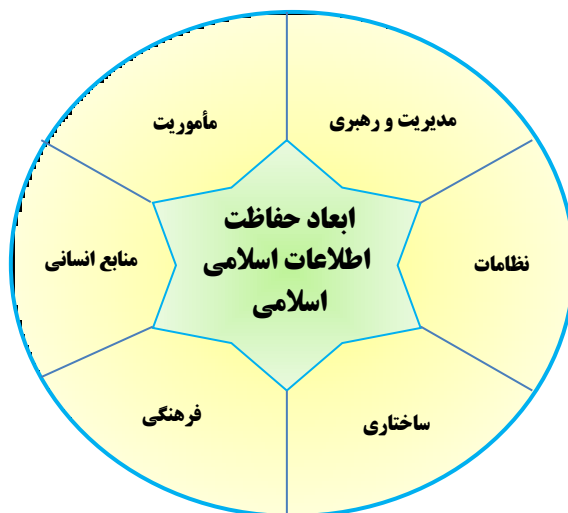 مدیریت و رهبری
مأموریت
ابعاد حفاظت
اطلاعات اسلامی
اسلامی
نظامات
منابع انسانی
ساختاری
فرهنگی